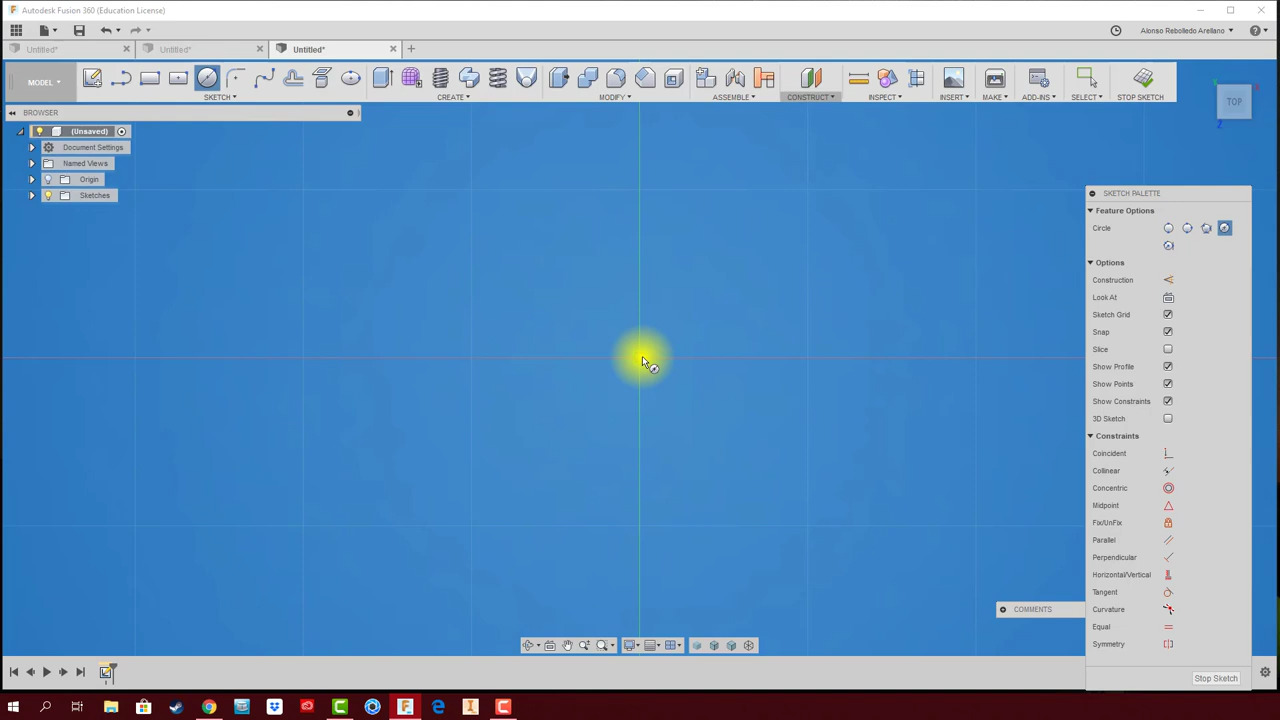 Autodesk Fusion 360 (Education License)
Alonso Rebolledo Arellano
Untitled*
Untitled*
Untitled*
MODEL
SKETCH
CREATE
MODIFY
ASSEMBLE
CONSTRUCT
INSPECT
INSERT
MAKE
ADD-INS
SELECT
STOP SKETCH
BROWSER
(Unsaved)
Document Settings
Named Views
Origin
Sketches
TOP
Z
SKETCH PALETTE
Feature Options
Circle
Options
Construction
Look At
Sketch Grid
Snap
Slice
Show Profile
Show Points
Show Constraints
3D Sketch
Constraints
Coincident
Collinear
Concentric
Midpoint
Fix/UnFix
Parallel
Perpendicular
Horizontal/Vertical
Tangent
Curvature
Equal
Symmetry
COMMENTS
Stop Sketch